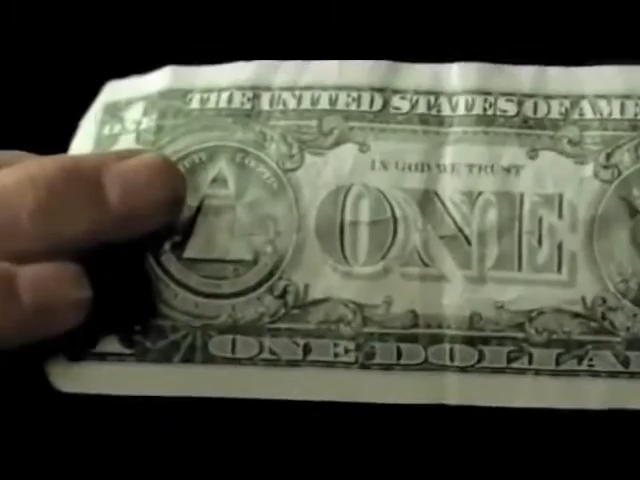 THE UNITED STATES OF AME
IN GOD WE TRUST
ONE
ONE DOLLA